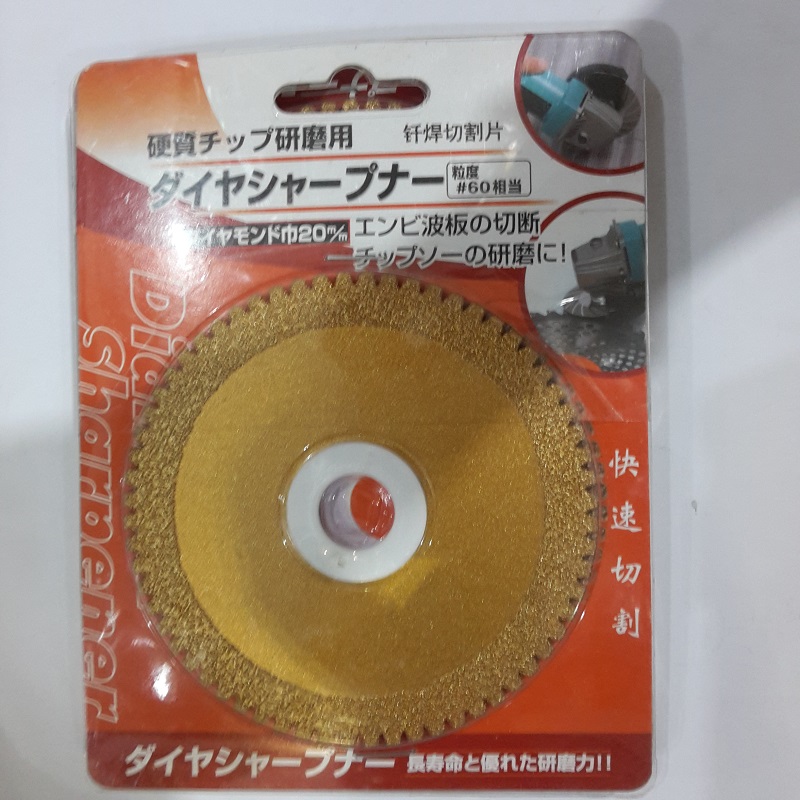 硬質チップ研磨用
钎焊切割片
ダイヤシャープナー
粒度
#60相当
イヤモンド巾20m/m
エンビ波板の切断
チップソーの研磨に!
Sharpener
快速切割
ダイヤシャープナー 長寿命と優れた研磨力!!